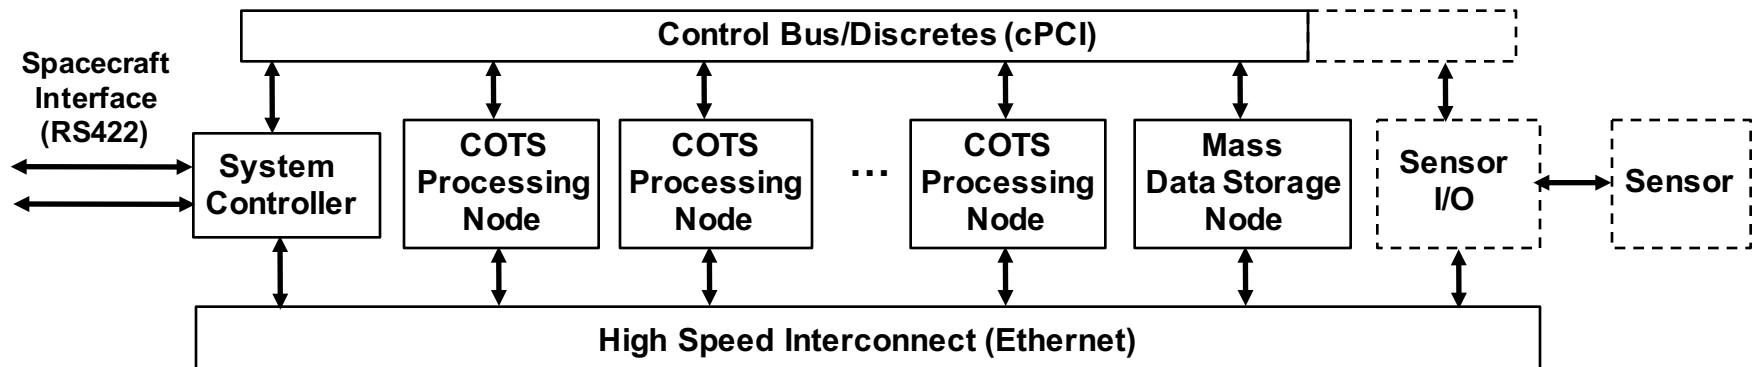 Control Bus/Discretes (cPCI)
Spacecraft
Interface
(RS422)
System
Controller
COTS
Processing
Node
COTS
Processing
Node
...
COTS
Processing
Node
Mass
Data Storage
Node
Sensor
I/O
Sensor
High Speed Interconnect (Ethernet)